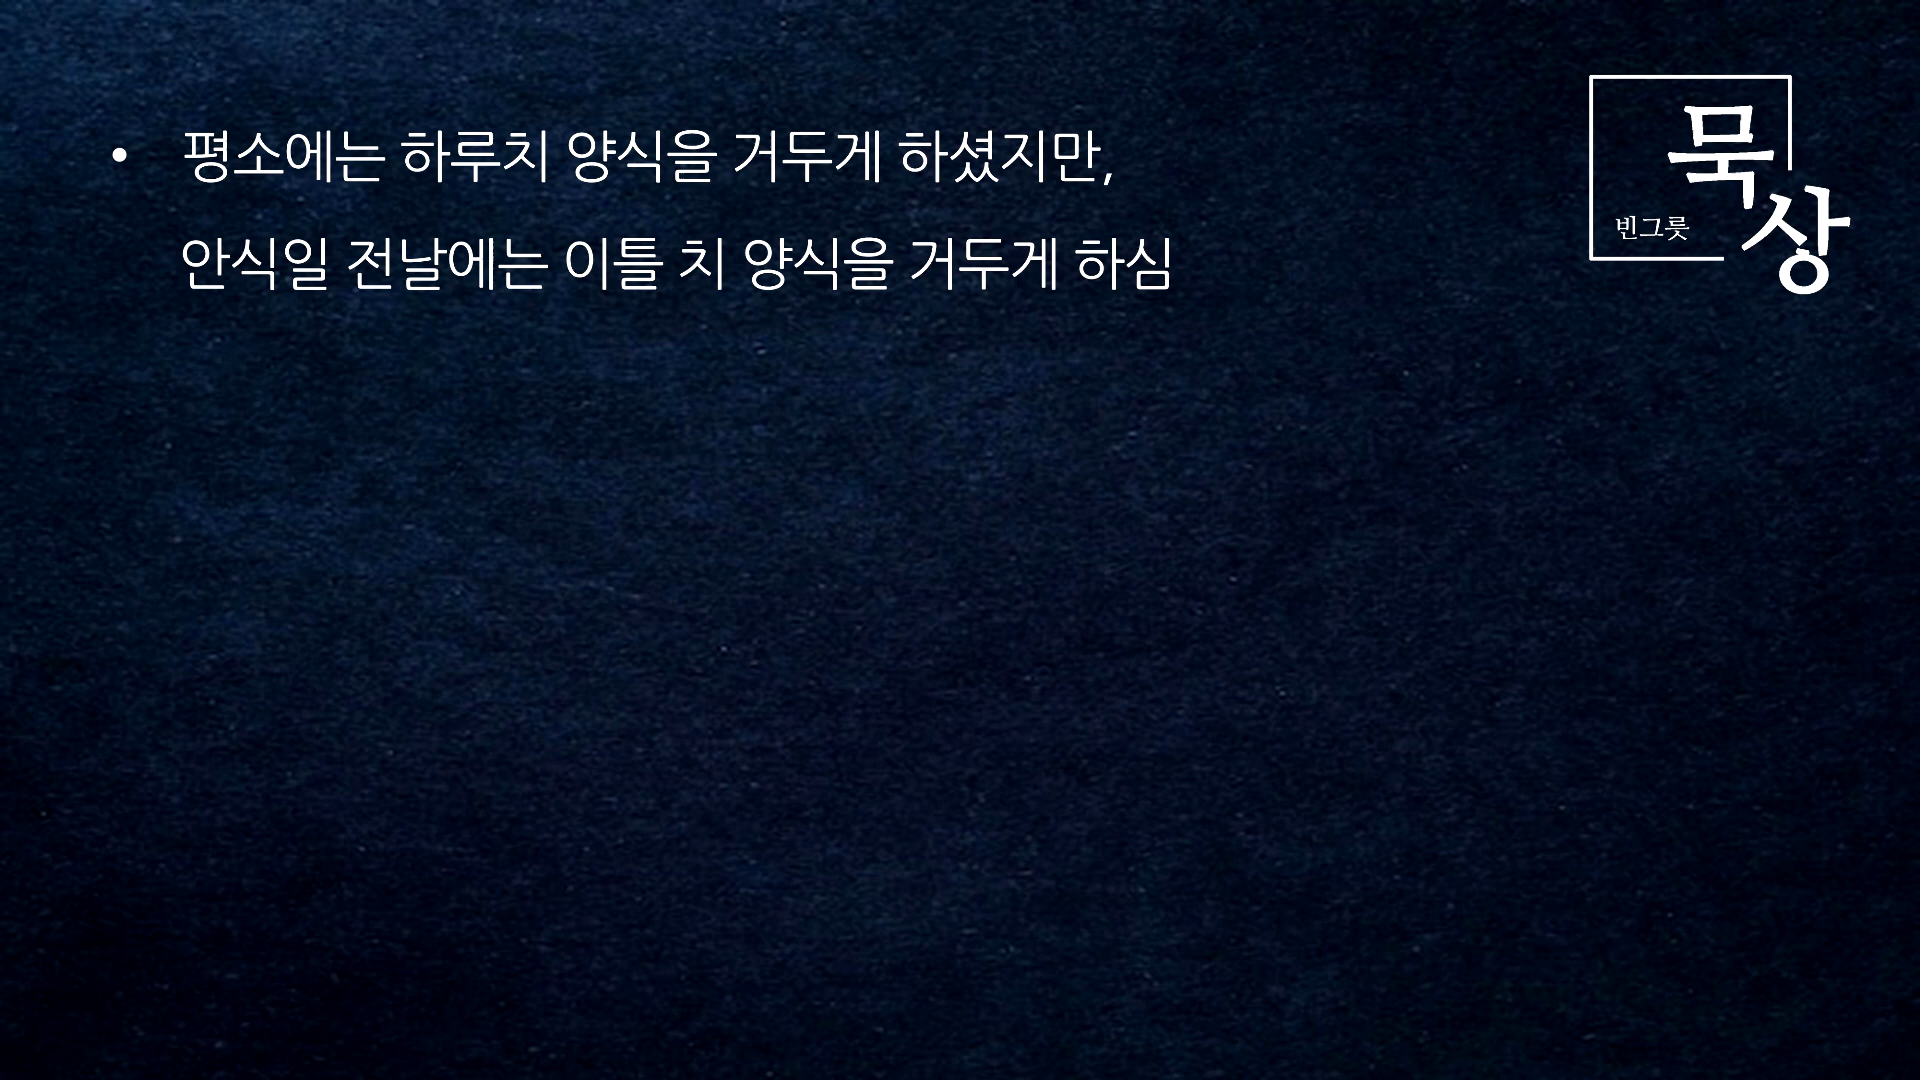 • 평소에는 하루치 양식을 거두게 하셨지만,
안식일 전날에는 이틀 치 양식을 거두게 하심
묵상
빈그릇